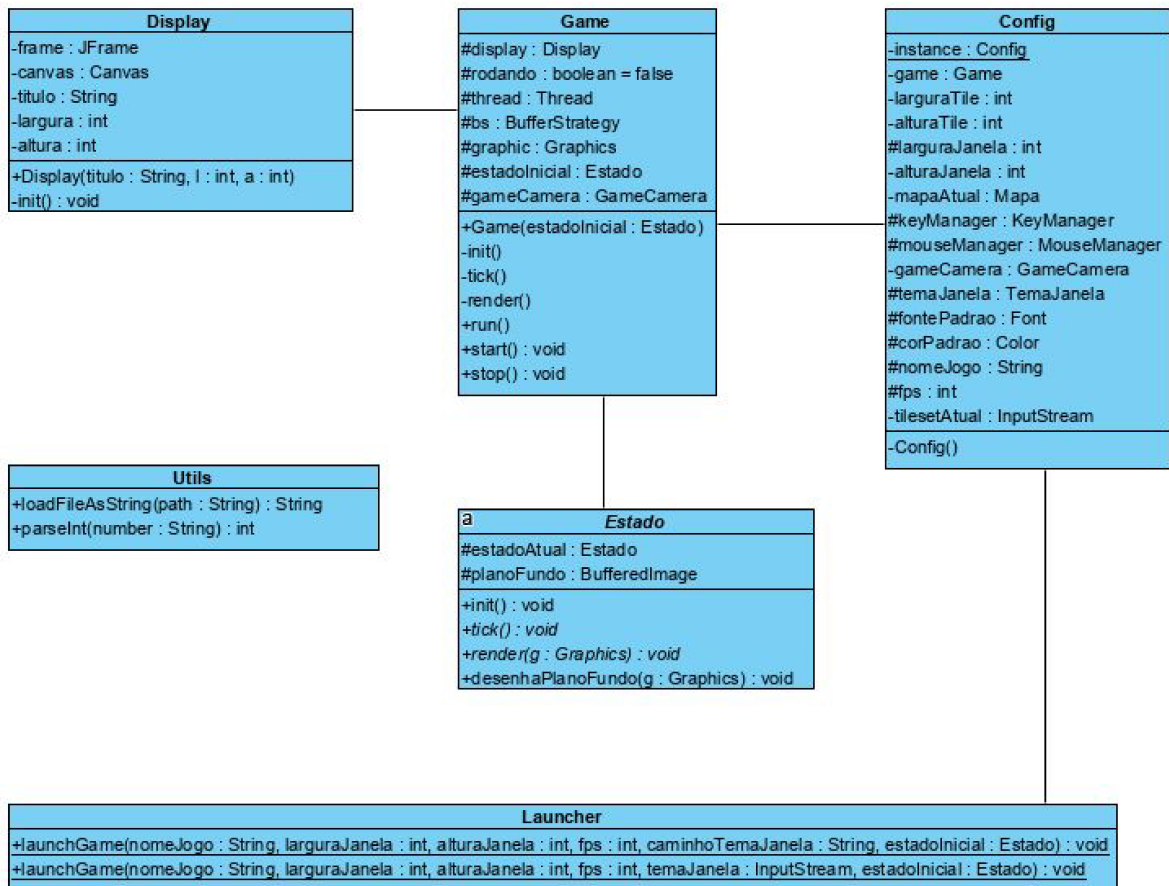 Display
-frame : JFrame
-canvas : Canvas
-titulo : String
-largura : int
-altura : int
+Display(titulo : String, l : int, a : int)
-init() : void
Game
#display : Display
#rodando : boolean = false
#thread : Thread
#bs : BufferStrategy
#graphic : Graphics
#estadoInicial : Estado
#gameCamera : GameCamera
+Game(estadoInicial : Estado)
-init()
-tick()
-render()
+run()
+start() : void
+stop() : void
Config
-instance : Config
-game : Game
-larguraTile : int
-alturaTile : int
#larguraJanela : int
-alturaJanela : int
-mapaAtual : Mapa
#keyManager : KeyManager
#mouseManager : MouseManager
-gameCamera : GameCamera
#temaJanela : TemaJanela
#fontePadrao : Font
#corPadrao : Color
#nomeJogo : String
#fps : int
-tilesetAtual : InputStream
-Config()
Utils
+loadFileAsString(path : String) : String
+parseInt(number : String) : int
a
Estado
#estadoAtual : Estado
#planoFundo : BufferedImage
+init() : void
+tick() : void
+render(g : Graphics) : void
+desenhaPlanoFundo(g : Graphics) : void
Launcher
+launchGame(nomeJogo : String, larguraJanela : int, alturaJanela : int, fps : int, caminhoTemaJanela : String, estadoInicial : Estado) : void
+launchGame(nomeJogo : String, larguraJanela : int, alturaJanela : int, fps : int, temaJanela : InputStream, estadoInicial : Estado) : void